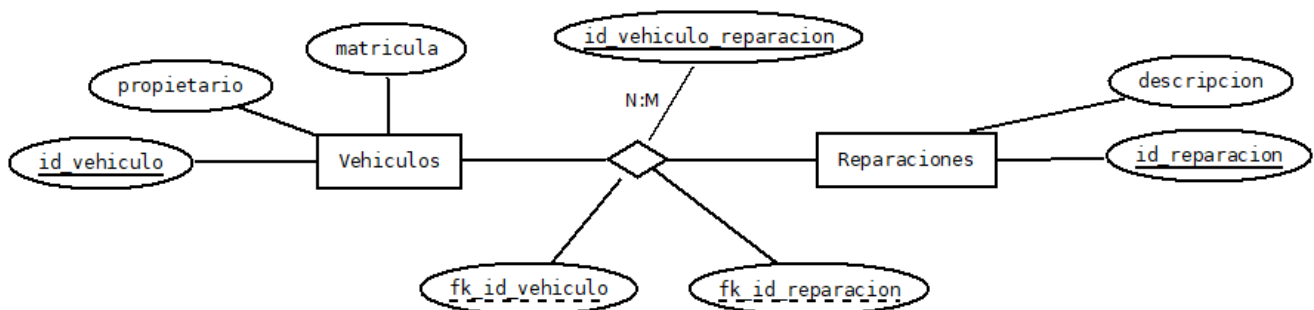 id_vehiculo_reparacion
matricula
propietario
descripcion
N:M
id_vehiculo
Vehiculos
Reparaciones
id_reparacion
fk_id_vehiculo
fk_id_reparacion